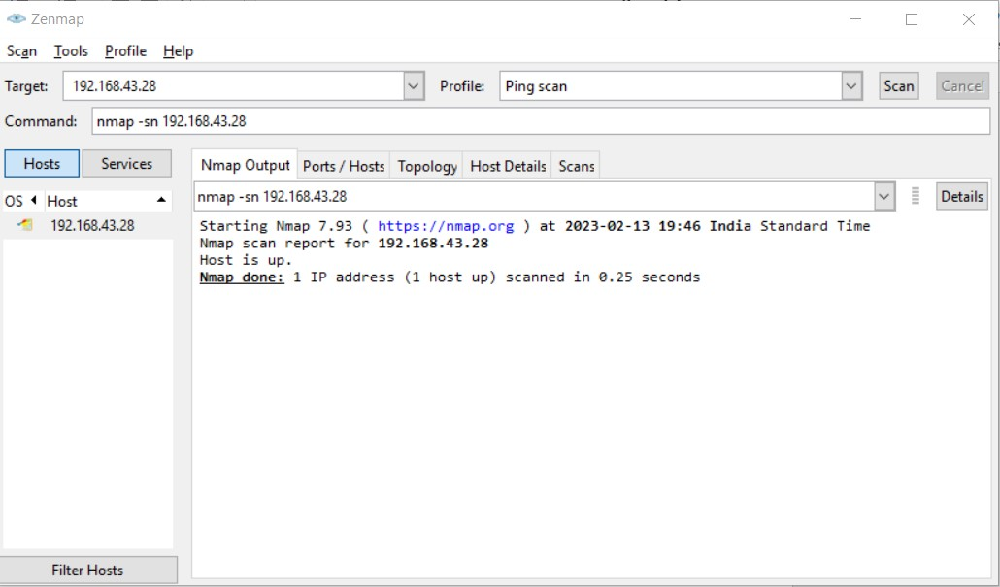 Zenmap
Scan Tools Profile Help
Target: 192.168.43.28 Profile: Ping scan Scan Cancel
Command: nmap -sn 192.168.43.28
Hosts Services Nmap Output Ports / Hosts Topology Host Details Scans
OS Host nmap -sn 192.168.43.28 Details
192.168.43.28
Starting Nmap 7.93 ( https://nmap.org ) at 2023-02-13 19:46 India Standard Time
Nmap scan report for 192.168.43.28
Host is up.
Nmap done: 1 IP address (1 host up) scanned in 0.25 seconds
Filter Hosts